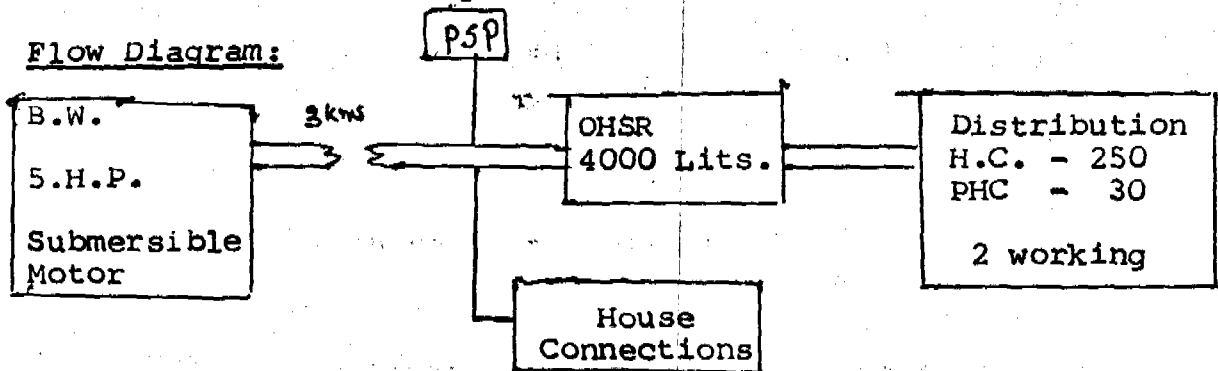 PSP
Flow Diagram:
B.W.
5.H.P.
Submersible
Motor
3kms
OHSR
4000 Lits.
Distribution
H.C. - 250
PHC - 30
2 working
House
Connections